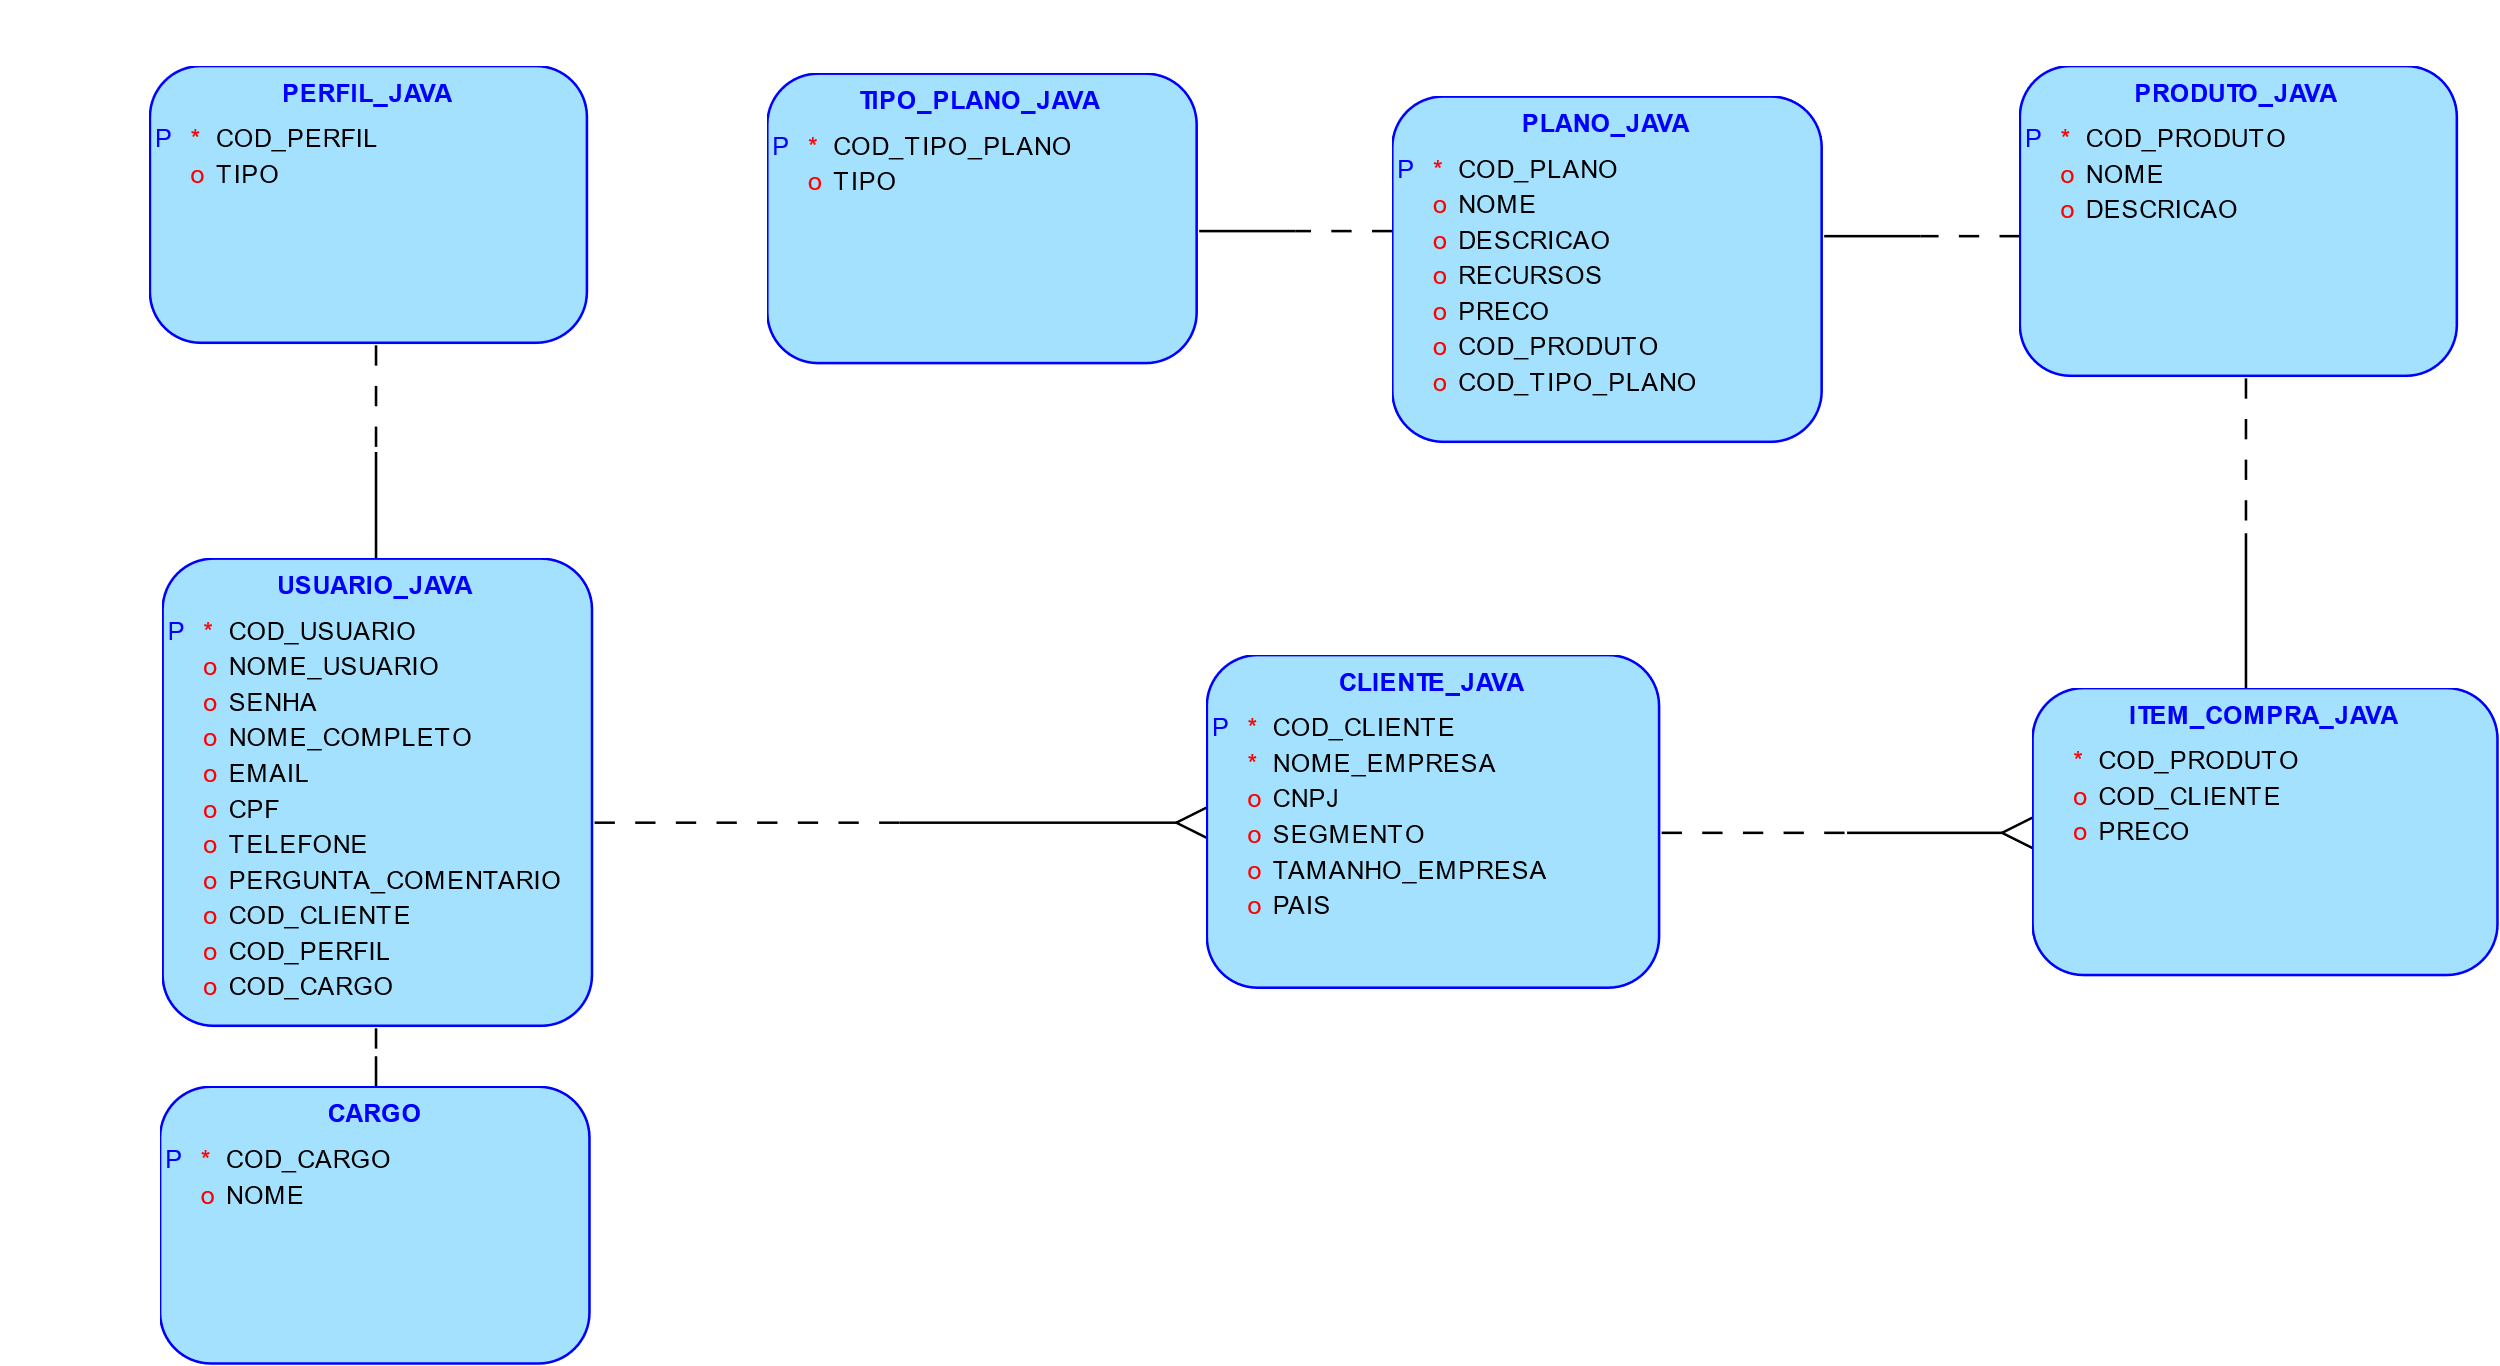 PERFIL_JAVA
P * COD_PERFIL
o TIPO
TIPO_PLANO_JAVA
P * COD_TIPO_PLANO
o TIPO
PLANO_JAVA
P * COD_PLANO
o NOME
o DESCRICAO
o RECURSOS
o PRECO
o COD_PRODUTO
o COD_TIPO_PLANO
PRODUTO_JAVA
P * COD_PRODUTO
o NOME
o DESCRICAO
USUARIO_JAVA
P * COD_USUARIO
o NOME_USUARIO
o SENHA
o NOME_COMPLETO
o EMAIL
o CPF
o TELEFONE
o PERGUNTA_COMENTARIO
o COD_CLIENTE
o COD_PERFIL
o COD_CARGO
CLIENTE_JAVA
P * COD_CLIENTE
* NOME_EMPRESA
o CNPJ
o SEGMENTO
o TAMANHO_EMPRESA
o PAIS
ITEM_COMPRA_JAVA
* COD_PRODUTO
o COD_CLIENTE
o PRECO
CARGO
P * COD_CARGO
o NOME